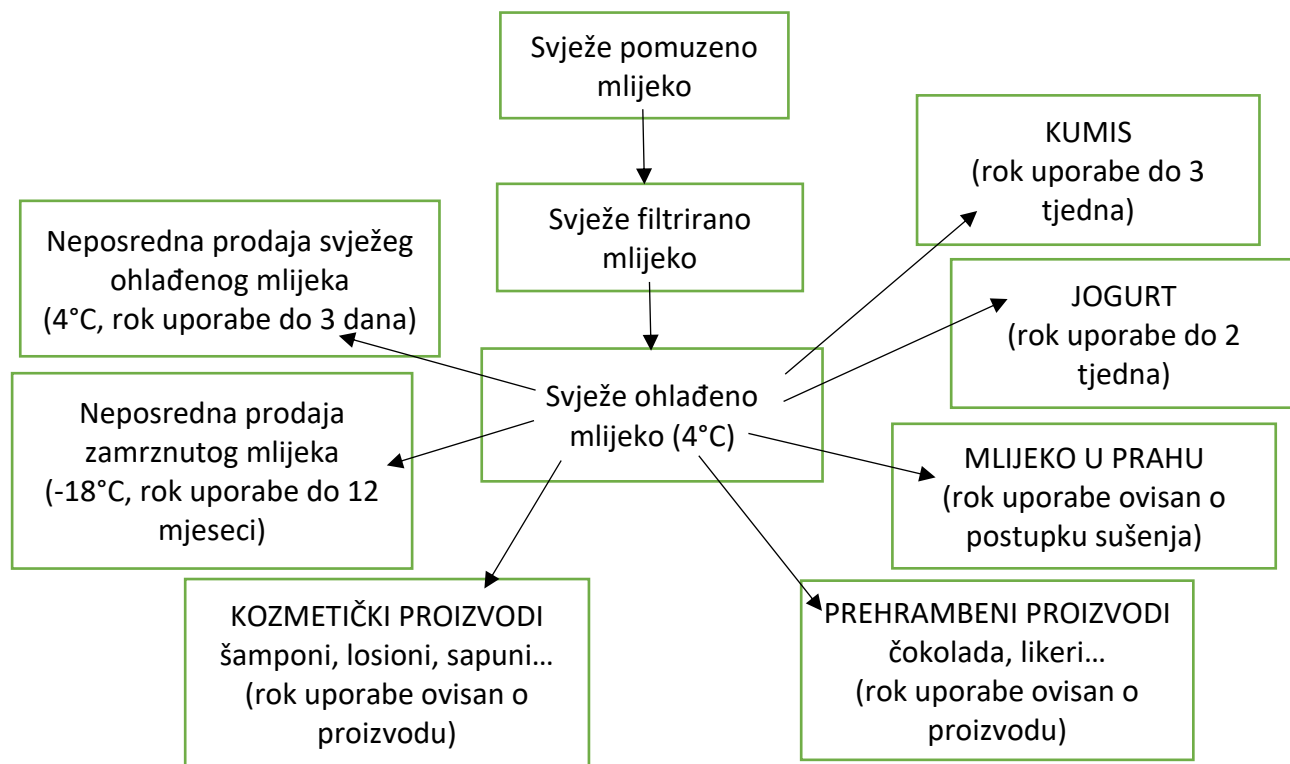 Svježe pomuzeno
mlijeko
KUMIS
(rok uporabe do 3
tjedna)
Svježe filtrirano
mlijeko
Neposredna prodaja svježeg
ohlađenog mlijeka
(4°C, rok uporabe do 3 dana)
JOGURT
(rok uporabe do 2
tjedna)
Svježe ohlađeno
mlijeko (4°C)
Neposredna prodaja
zamrznutog mlijeka
(-18°C, rok uporabe do 12
mjeseci)
MLIJEKO U PRAHU
(rok uporabe ovisan o
postupku sušenja)
KOZMETIČKI PROIZVODI
šamponi, losioni, sapuni…
(rok uporabe ovisan o
proizvodu)
PREHRAMBENI PROIZVODI
čokolada, likeri…
(rok uporabe ovisan o
proizvodu)